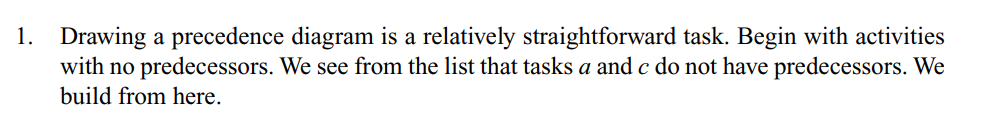 1. Drawing a precedence diagram is a relatively straightforward task. Begin with activities
with no predecessors. We see from the list that tasks a and c do not have predecessors. We
build from here.